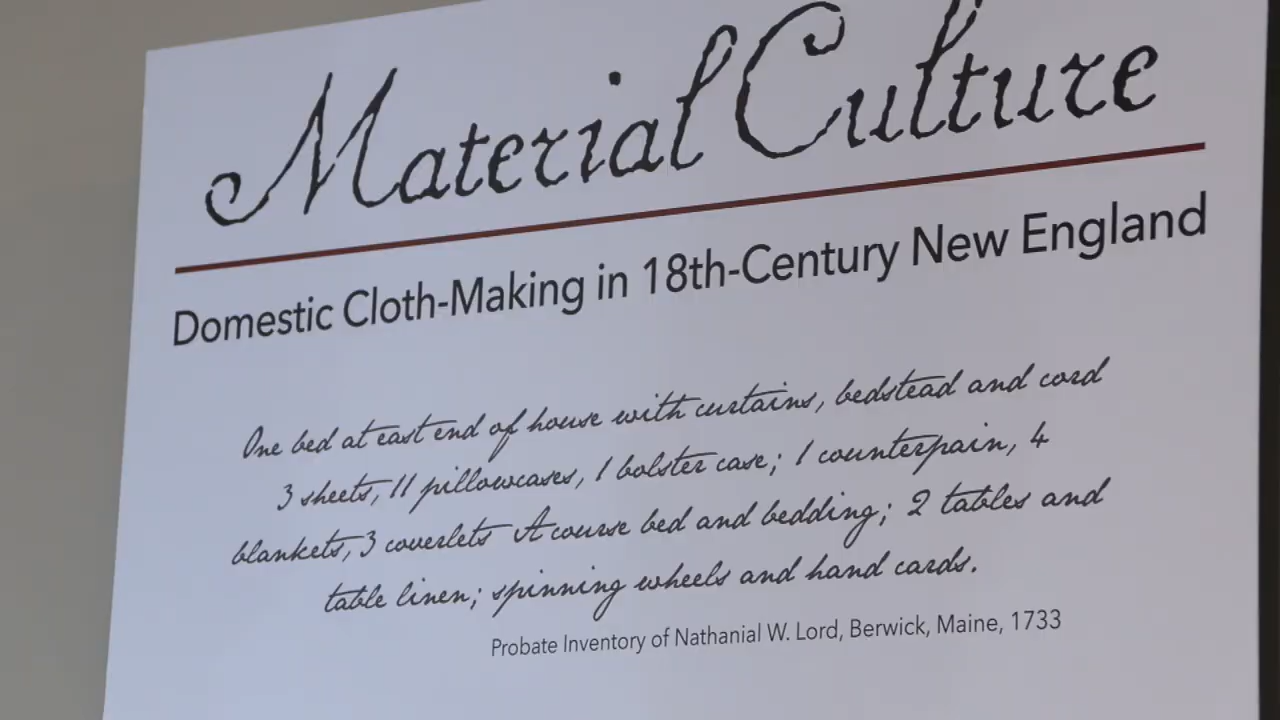 Material Culture
Domestic Cloth-Making in 18th-Century New England
One bed at east end of house with curtains, bedstead and cord
3 sheets, 11 pillowcases, 1 bolster case; 1 counterpain, 4
blankets, 3 coverlets A course bed and bedding; 2 tables and
table linen; spinning wheels and hand cards.
Probate Inventory of Nathanial W. Lord, Berwick, Maine, 1733